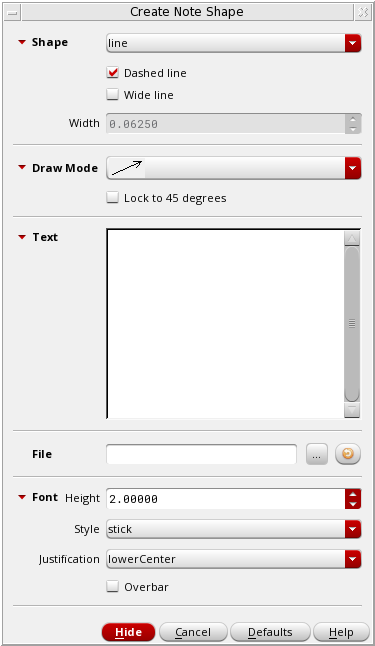 Create Note Shape
Shape line
Dashed line
Wide line
Width 0.06250
Draw Mode
Lock to 45 degrees
Text
File ...
Font Height 2.00000
Style stick
Justification lowerCenter
Overbar
Hide Cancel Defaults Help